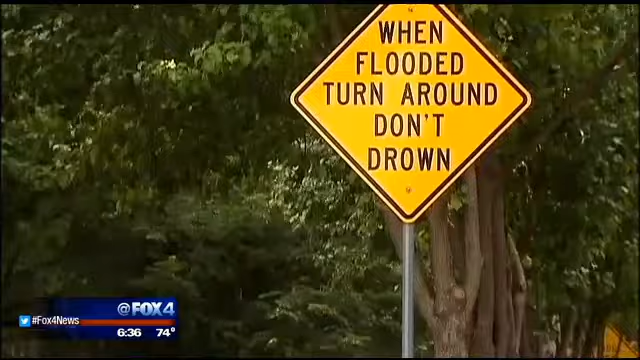 WHEN
FLOODED
TURN AROUND
DON'T
DROWN
@FOX4
#Fox4News
6:36 74°